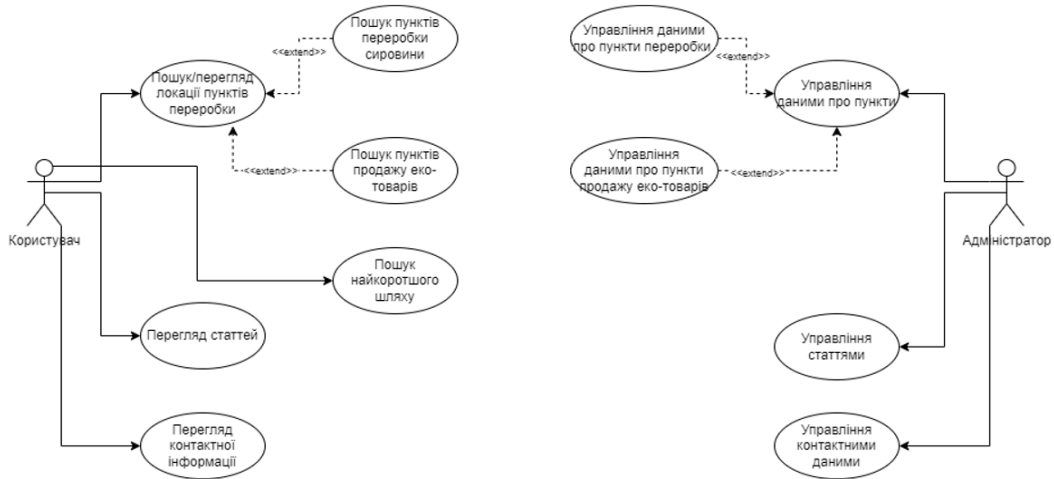 Пошук пунктів
переробки
сировини
<<extend>>
Пошук/перегляд
локації пунктів
переробки
Пошук пунктів
продажу еко-
товарів
<<extend>>
Користувач
Пошук
найкоротшого
шляху
Перегляд статтей
Перегляд
контактної
інформації
Управління даними
про пункти переробки
<<extend>>
Управління
даними про пункти
Управління
даними про пункти
продажу еко-товарів
<<extend>>
Адміністратор
Управління
статтями
Управління
контактними
даними